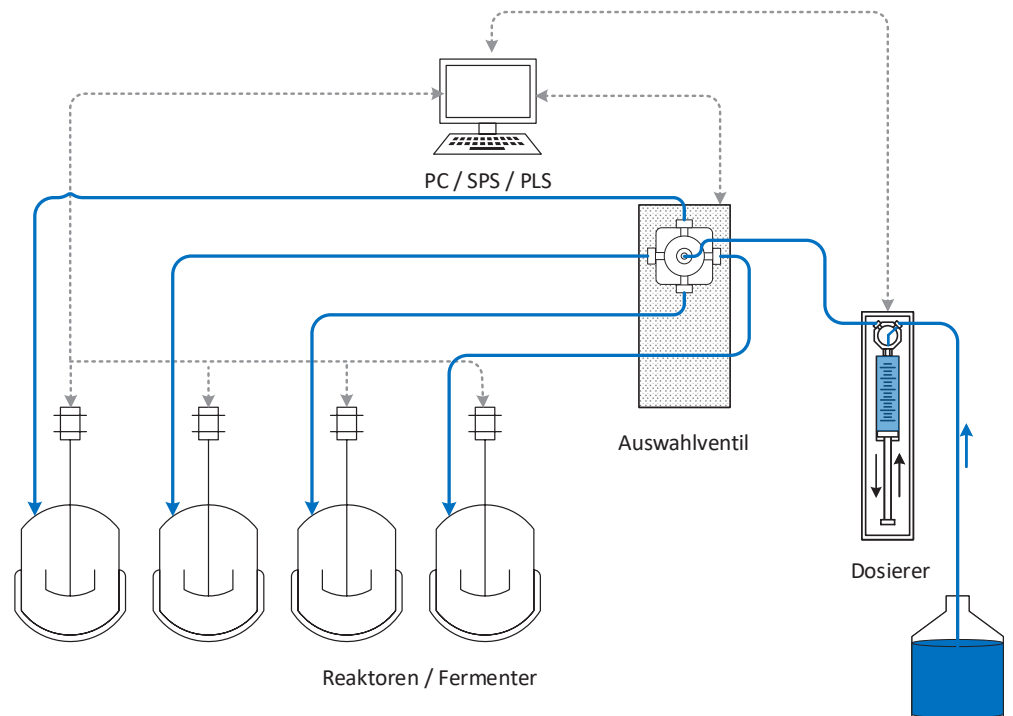 PC / SPS / PLS
Auswahlventil
Dosierer
Reaktoren / Fermenter